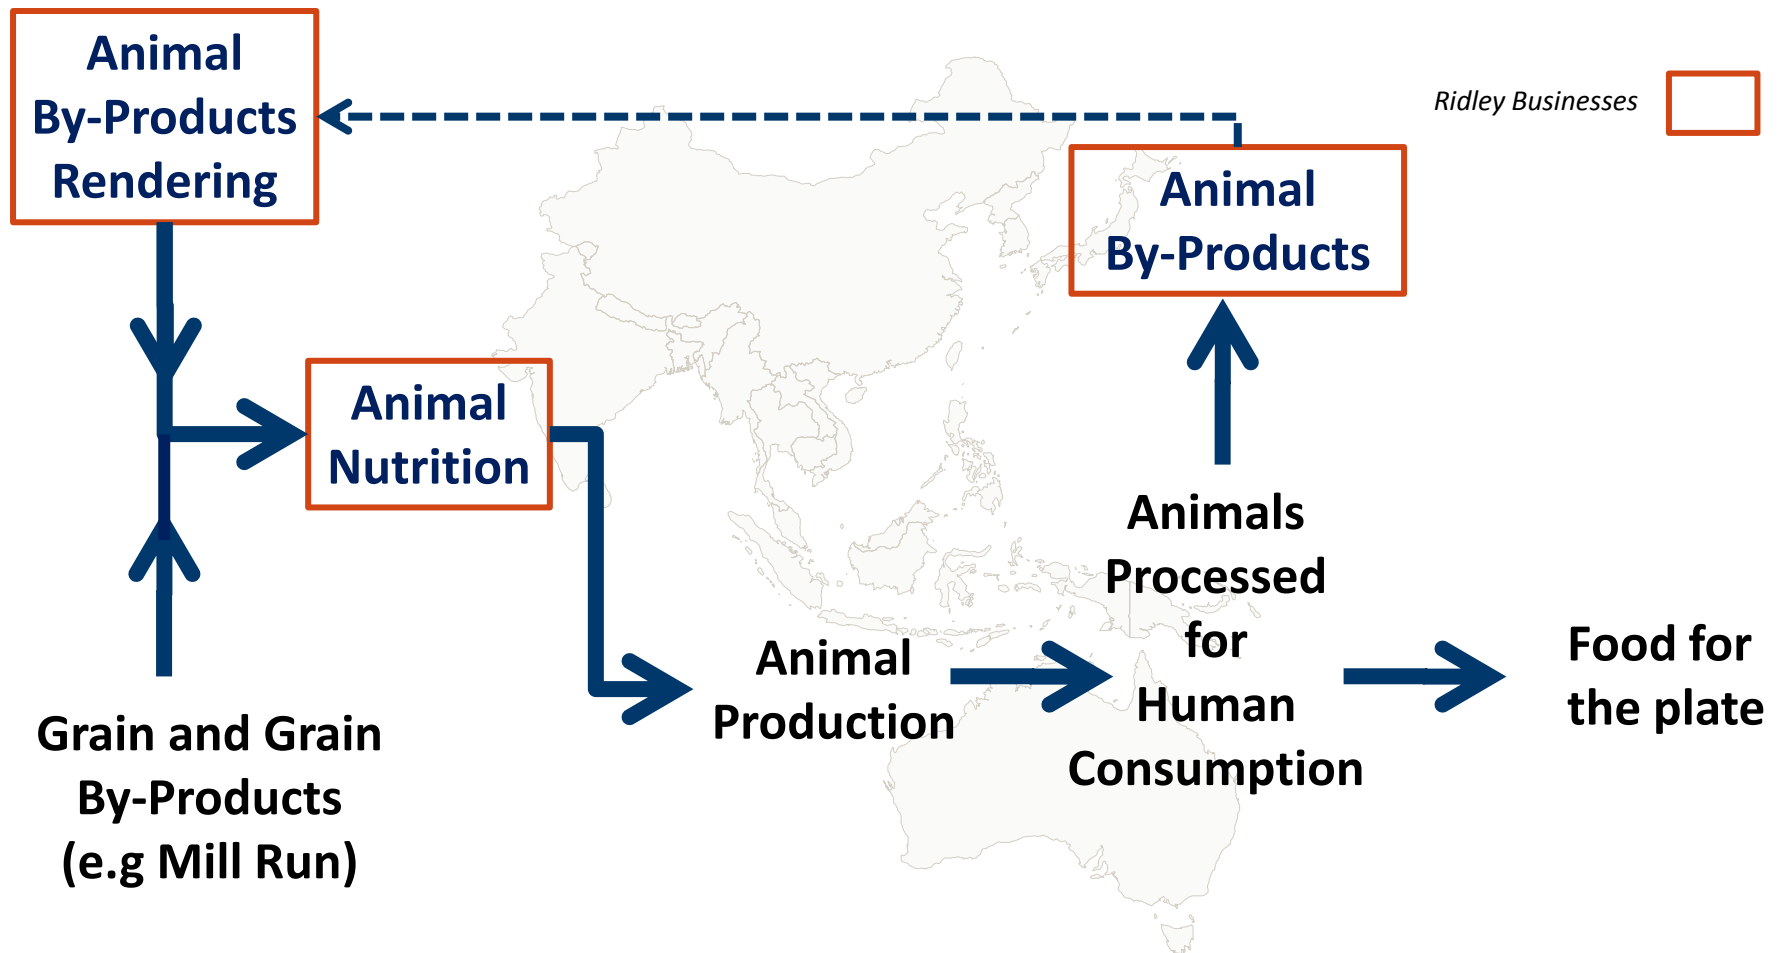 Animal
By-Products
Rendering
Ridley Businesses
Animal
By-Products
Animal
Nutrition
Animals
Processed
for
Human
Consumption
Animal
Production
Food for
the plate
Grain and Grain
By-Products
(e.g Mill Run)